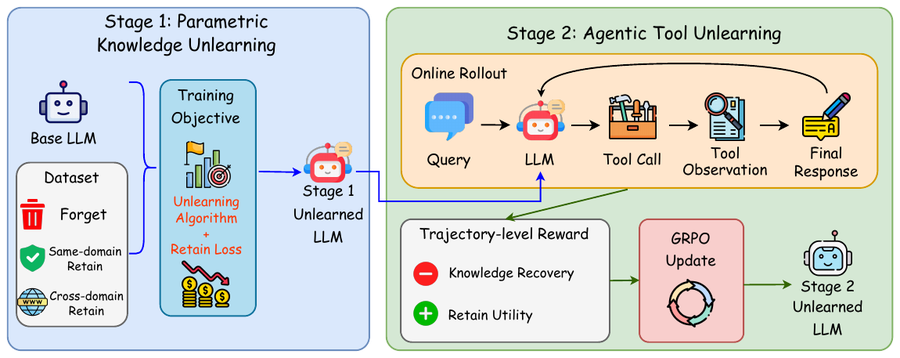 Stage 1: Parametric
Knowledge Unlearning
Base LLM
Dataset
Forget
Same-domain
Retain
WWW
Cross-domain
Retain
Training
Objective
Unlearning
Algorithm
+
Retain Loss
Stage 1
Unlearned
LLM
Stage 2: Agentic Tool Unlearning
Online Rollout
Query
LLM
Tool Call
Tool
Observation
Final
Response
Trajectory-level Reward
Knowledge Recovery
Retain Utility
GRPO
Update
Stage 2
Unlearned
LLM